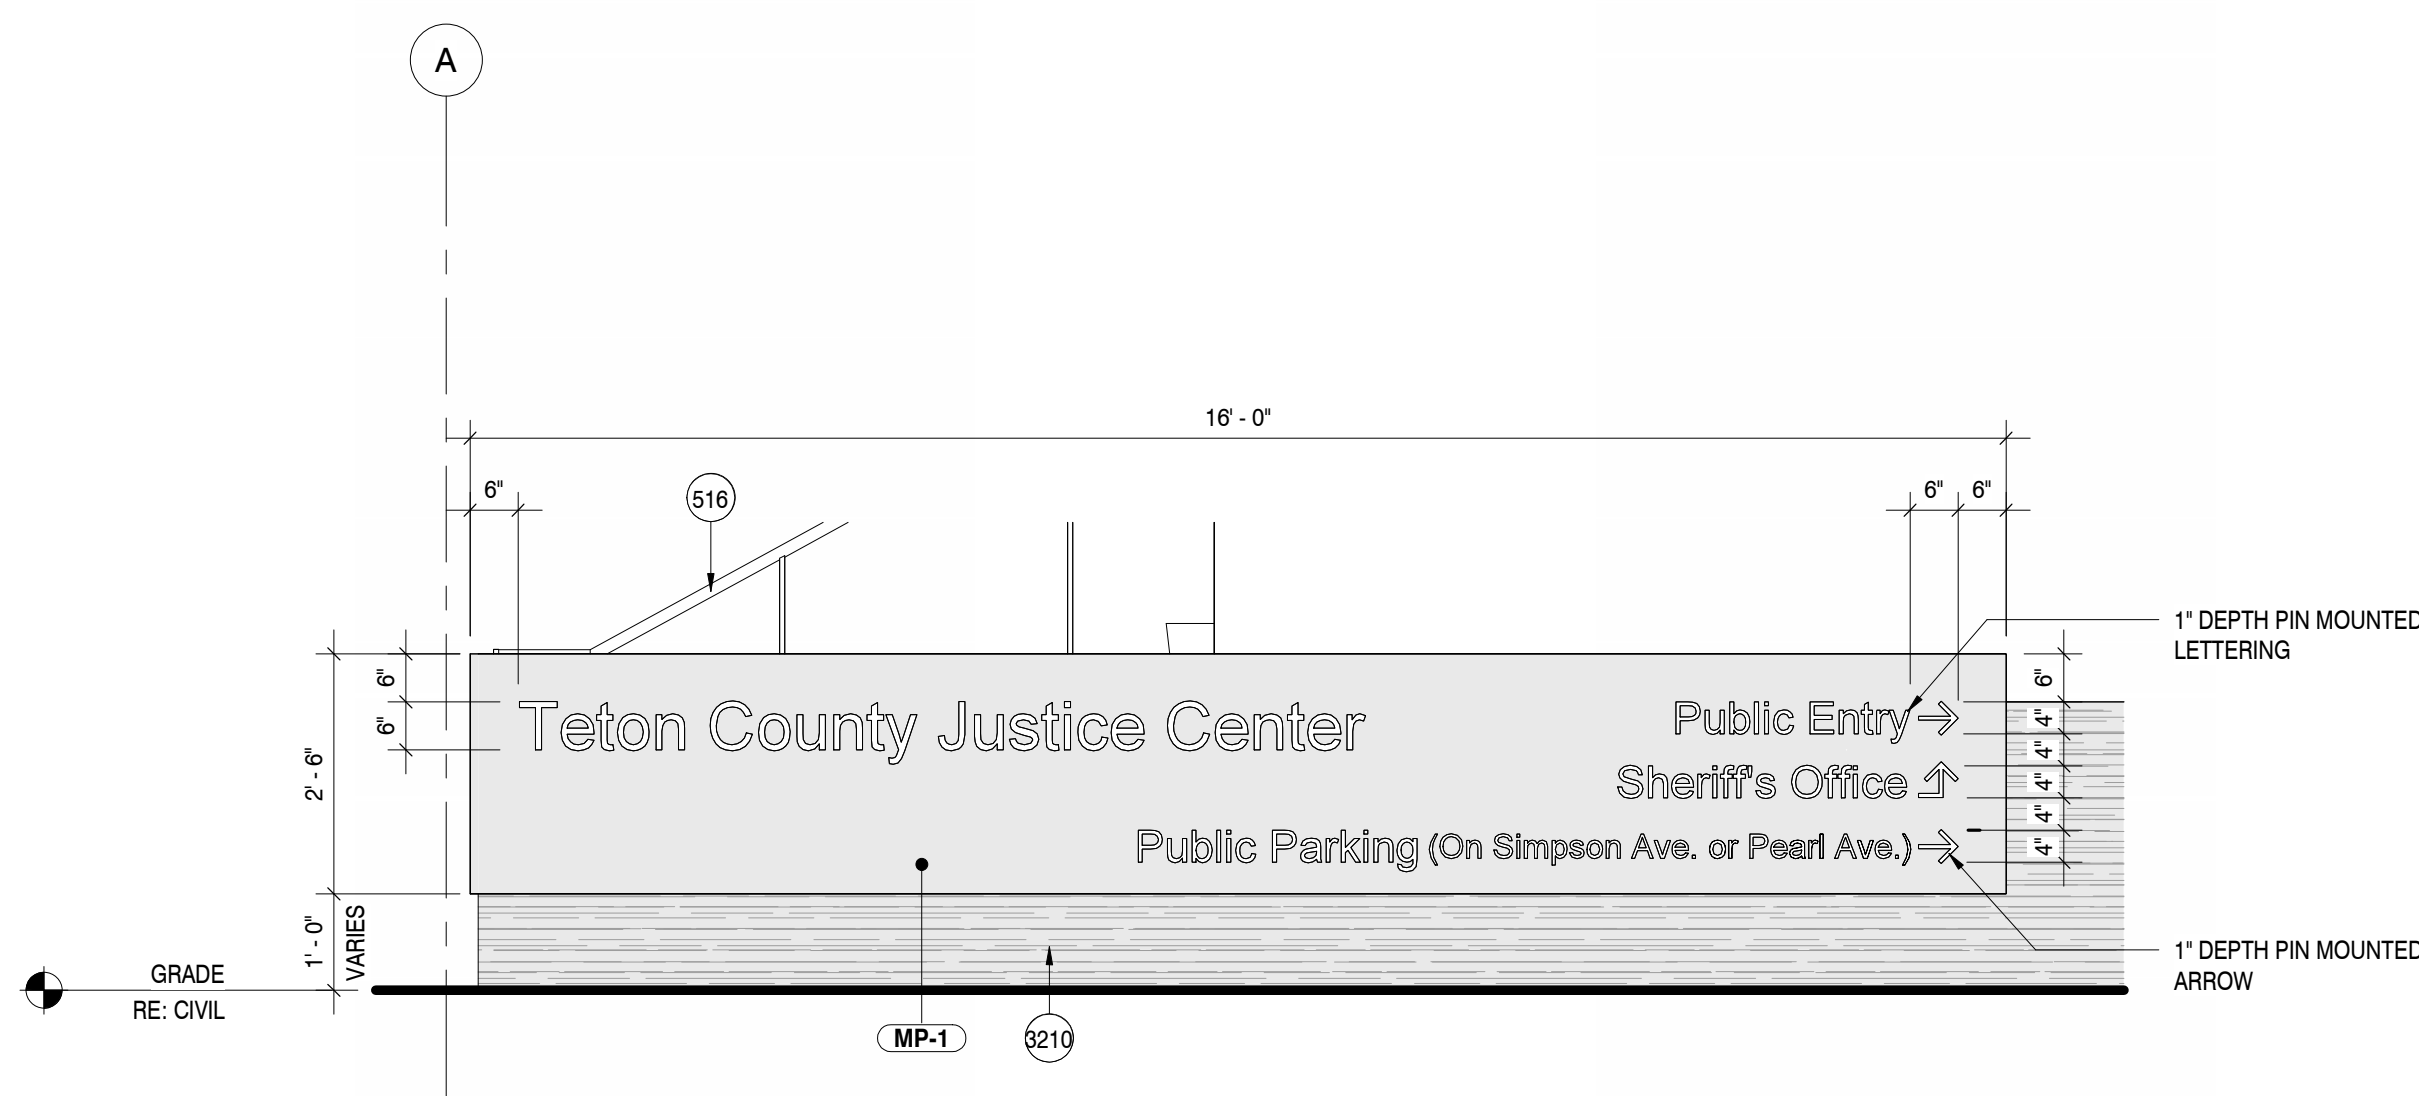 A
16' - 0"
6"
516
6" 6"
1" DEPTH PIN MOUNTED
LETTERING
6"
6"
2' - 6"
Teton County Justice Center
Public Entry
Sheriff's Office
Public Parking (On Simpson Ave. or Pearl Ave.)
6"
4"
4"
4"
4"
4"
1' - 0"
VARIES
GRADE
RE: CIVIL
1" DEPTH PIN MOUNTED
ARROW
MP-1
3210